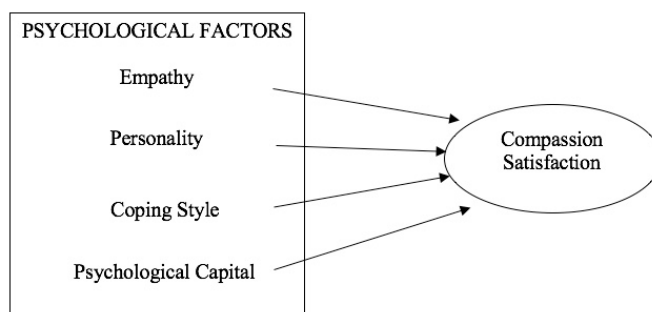 PSYCHOLOGICAL FACTORS
Empathy
Personality
Coping Style
Psychological Capital
Compassion
Satisfaction